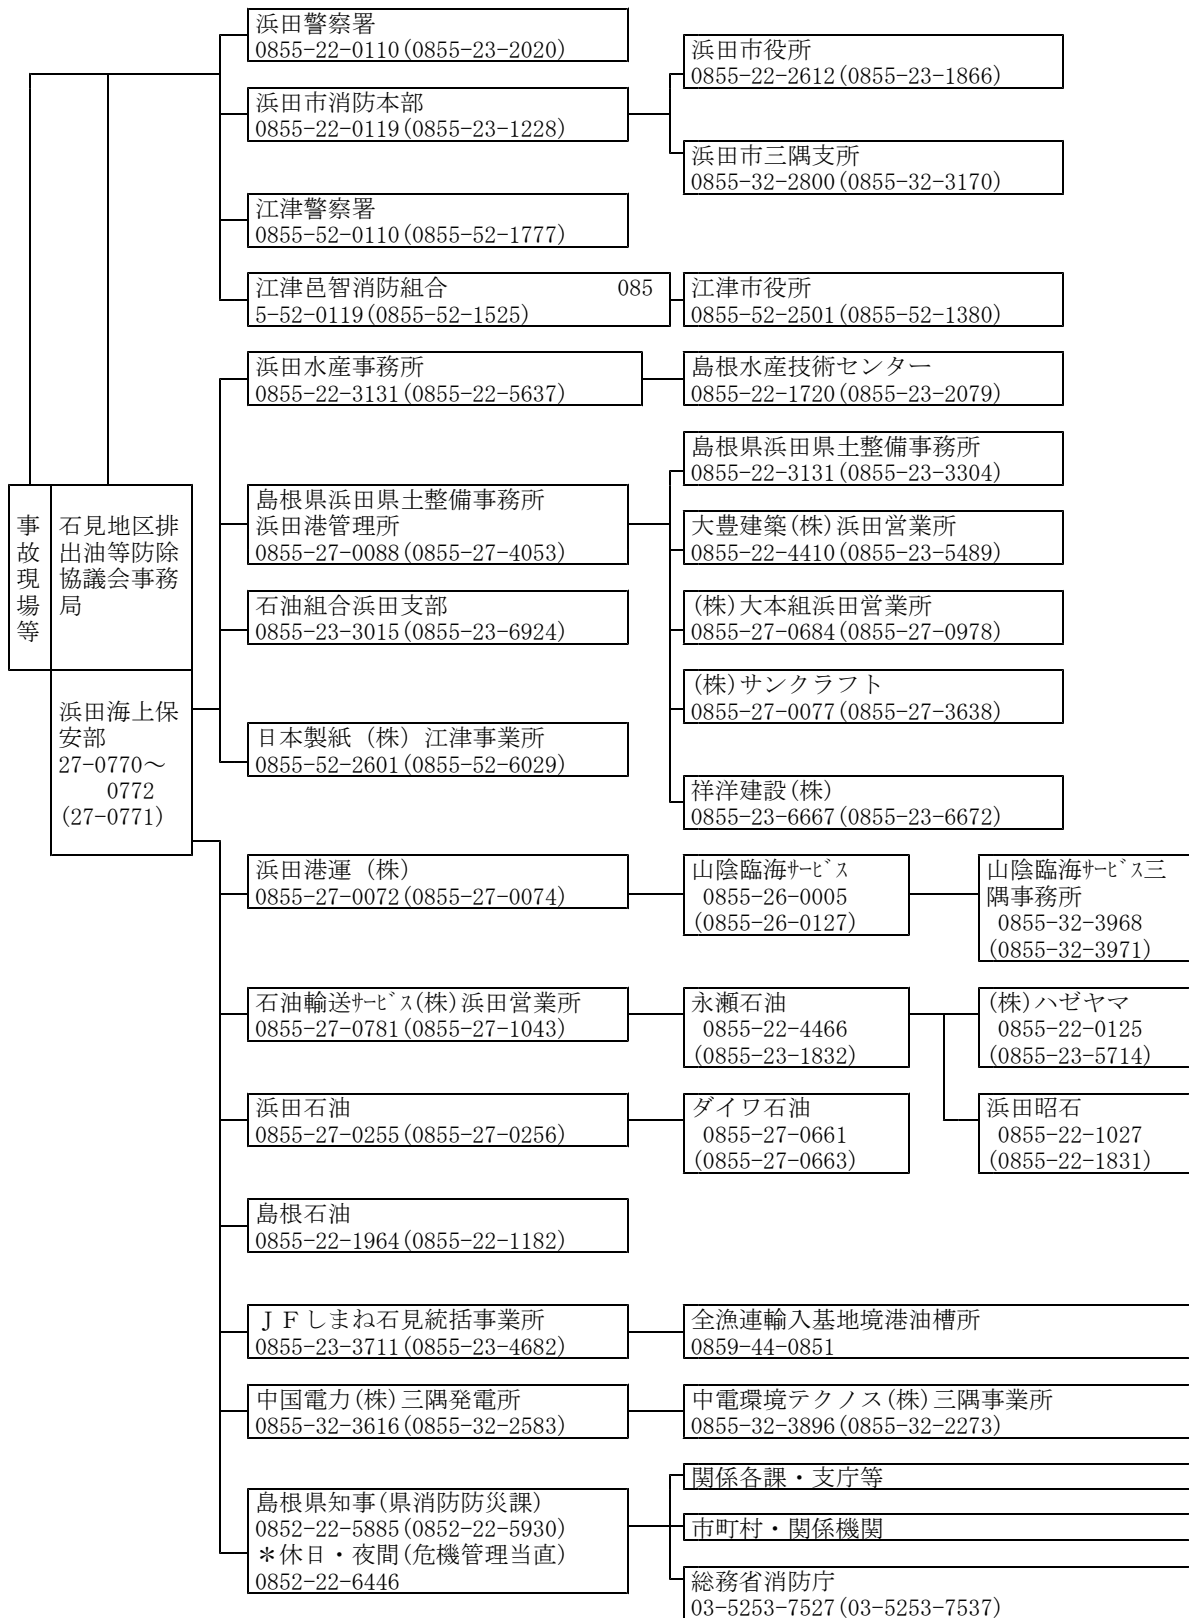 浜田警察署
0855-22-0110(0855-23-2020)
浜田市役所
0855-22-2612(0855-23-1866)
浜田市消防本部
0855-22-0119(0855-23-1228)
浜田市三隅支所
0855-32-2800(0855-32-3170)
江津警察署
0855-52-0110(0855-52-1777)
江津邑智消防組合 085
5-52-0119(0855-52-1525)
江津市役所
0855-52-2501(0855-52-1380)
浜田水産事務所
0855-22-3131(0855-22-5637)
島根水産技術センター
0855-22-1720(0855-23-2079)
島根県浜田県土整備事務所
0855-22-3131(0855-23-3304)
事故現場等
石見地区排
出油等防除
協議会事務
局
島根県浜田県土整備事務所
浜田港管理所
0855-27-0088(0855-27-4053)
大豊建築(株)浜田営業所
0855-22-4410(0855-23-5489)
石油組合浜田支部
0855-23-3015(0855-23-6924)
(株)大本組浜田営業所
0855-27-0684(0855-27-0978)
(株)サンクラフト
0855-27-0077(0855-27-3638)
浜田海上保
安部
27-0770～
0772
(27-0771)
日本製紙（株）江津事業所
0855-52-2601(0855-52-6029)
祥洋建設(株)
0855-23-6667(0855-23-6672)
浜田港運（株）
0855-27-0072(0855-27-0074)
山陰臨海ｻｰﾋﾞｽ
0855-26-0005
(0855-26-0127)
山陰臨海ｻｰﾋﾞｽ三
隅事務所
0855-32-3968
(0855-32-3971)
石油輸送ｻｰﾋﾞｽ(株)浜田営業所
0855-27-0781(0855-27-1043)
永瀬石油
0855-22-4466
(0855-23-1832)
(株)ハゼヤマ
0855-22-0125
(0855-23-5714)
浜田石油
0855-27-0255(0855-27-0256)
ダイワ石油
0855-27-0661
(0855-27-0663)
浜田昭石
0855-22-1027
(0855-22-1831)
島根石油
0855-22-1964(0855-22-1182)
ＪＦしまね石見統括事業所
0855-23-3711(0855-23-4682)
全漁連輸入基地境港油槽所
0859-44-0851
中国電力(株)三隅発電所
0855-32-3616(0855-32-2583)
中電環境テクノス(株)三隅事業所
0855-32-3896(0855-32-2273)
島根県知事(県消防防災課)
0852-22-5885(0852-22-5930)
＊休日・夜間(危機管理当直)
0852-22-6446
関係各課・支庁等
市町村・関係機関
総務省消防庁
03-5253-7527(03-5253-7537)